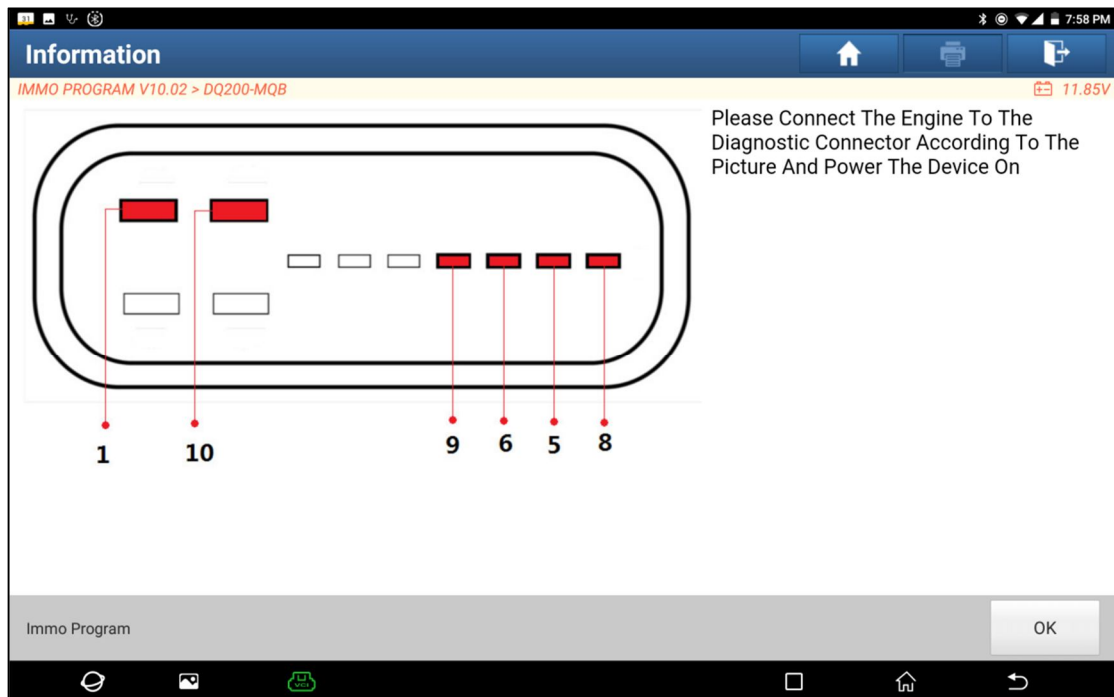 31
7:58 PM
Information
IMMO PROGRAM V10.02 > DQ200-MQB
11.85V
Please Connect The Engine To The
Diagnostic Connector According To The
Picture And Power The Device On
1
10
9
6
5
8
Immo Program
OK
VCI